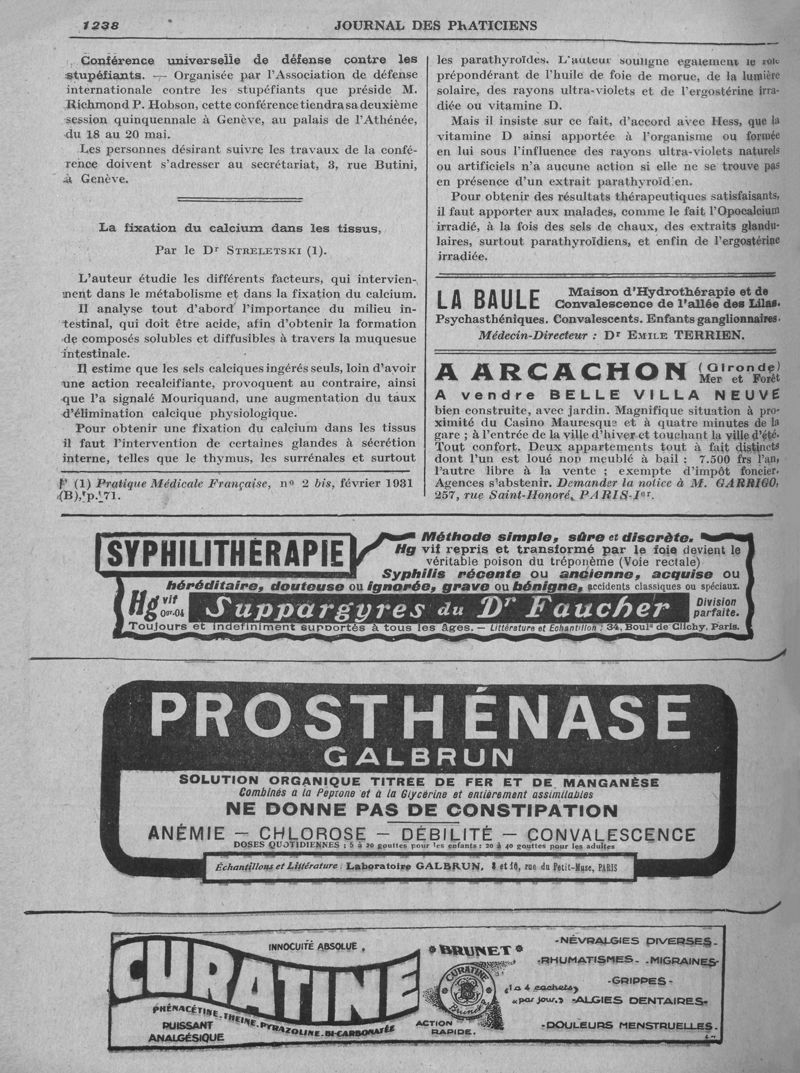 1238
JOURNAL DES PRATICIENS
Conférence universelle de défense contre les
stupéfiants. — Organisée par l'Association de défense
internationale contre les stupéfiants que préside M.
Richmond P. Hobson, cette conférence tiendra sa deuxième
session quinquennale à Genève, au palais de l'Athénée,
du 18 au 20 mai.
Les personnes désirant suivre les travaux de la confé-
rence doivent s'adresser au secrétariat, 3, rue Butini,
à Genève.
La fixation du calcium dans les tissus,
Par le Dr STRELETSKI (1).
L'auteur étudie les différents facteurs, qui intervien-
nent dans le métabolisme et dans la fixation du calcium.
Il analyse tout d'abord l'importance du milieu in-
testinal, qui doit être acide, afin d'obtenir la formation
de composés solubles et diffusibles à travers la muquesue
intestinale.
Il estime que les sels calciques ingérés seuls, loin d'avoir
une action recalcifiante, provoquent au contraire, ainsi
que l'a signalé Mouriquand, une augmentation du taux
d'élimination calcique physiologique.
Pour obtenir une fixation du calcium dans les tissus
il faut l'intervention de certaines glandes à sécrétion
interne, telles que le thymus, les surrénales et surtout
(1) Pratique Médicale Française, no 2 bis, février 1931
(B), p. 71.
les parathyroïdes. L'auteur souligne également le rôle
prépondérant de l'huile de foie de morue, de la lumière
solaire, des rayons ultra-violets et de l'ergostérine irra-
diée ou vitamine D.
Mais il insiste sur ce fait, d'accord avec Hess, que la
vitamine D ainsi apportée à l'organisme ou formée
en lui sous l'influence des rayons ultra-violets naturels
ou artificiels n'a aucune action si elle ne se trouve pas
en présence d'un extrait parathyroïdien.
Pour obtenir des résultats thérapeutiques satisfaisants,
il faut apporter aux malades, comme le fait l'Opocalcium
irradié, à la fois des sels de chaux, des extraits glandu-
laires, surtout parathyroïdiens, et enfin de l'ergostérine
irradiée.
LA BAULE
Maison d'Hydrothérapie et de
Convalescence de l'allée des Lilas.
Psychasthéniques. Convalescents. Enfants ganglionnaires.
Médecin-Directeur : Dr EMILE TERRIEN.
A ARCACHON (Gironde)
Mer et Forêt
A vendre BELLE VILLA NEUVE
bien construite, avec jardin. Magnifique situation à pro-
ximité du Casino Mauresque et à quatre minutes de la
gare ; à l'entrée de la ville d'hiver et touchant la ville d'été.
Tout confort. Deux appartements tout à fait distincts
dont l'un est loué non meublé à bail : 7.500 frs l'an,
l'autre libre à la vente ; exempte d'impôt foncier.
Agences s'abstenir. Demander la notice à M. GARRIGO,
257, rue Saint-Honoré, PARIS-Ier.
SYPHILITHÉRAPIE
Méthode simple, sûre et discrète.
Hg vif repris et transformé par le foie devient le
véritable poison du tréponème (Voie rectale)
Syphilis récente ou ancienne, acquise ou
héréditaire, douteuse ou ignorée, grave ou bénigne, accidents classiques ou spéciaux.
Hg vif 0gr.04
Suppargyres du Dr Faucher
Division parfaite.
Toujours et indéfiniment supportés à tous les âges. — Littérature et Echantillon : 34, Boulд de Clichy, Paris.
PROSTHÉNASE
GALBRUN
SOLUTION ORGANIQUE TITRÉE DE FER ET DE MANGANÈSE
Combinés à la Peptone et à la Glycérine et entièrement assimilables
NE DONNE PAS DE CONSTIPATION
ANÉMIE — CHLOROSE — DÉBILITÉ — CONVALESCENCE
DOSES QUOTIDIENNES : 5 à 20 gouttes pour les enfants ; 20 à 40 gouttes pour les adultes
Échantillons et Littérature : Laboratoire GALBRUN, 8 et 10, rue du Petit-Musc, PARIS
INNOCUITÉ ABSOLUE.
CURATINE
PHÉNACÉTINE.THÉINE.PYRAZOLINE.BI-CARBONATÉE
PUISSANT
ANALGÉSIQUE
BRUNET
CURATINE
Brunet
ACTION
RAPIDE.
(1 a 4 cachets)
"par jour."
-NÉVRALGIES DIVERSES-
-RHUMATISMES- -MIGRAINES-
-GRIPPES-
-ALGIES DENTAIRES-
-DOULEURS MENSTRUELLES-